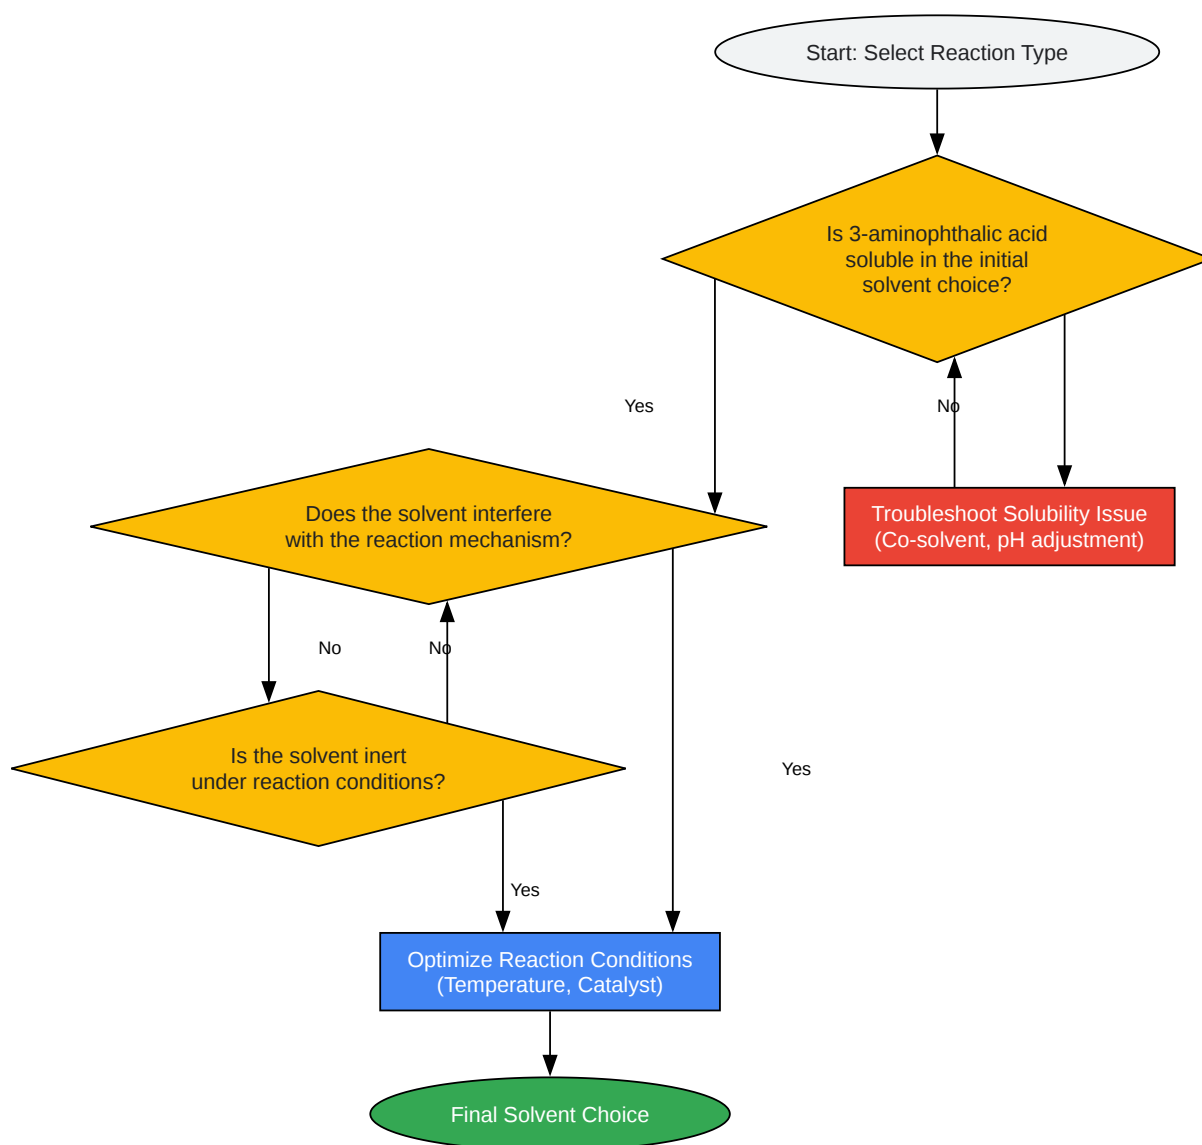 Start: Select Reaction Type
Is 3-aminophthalic acid
soluble in the initial
solvent choice?
Yes
No
Does the solvent interfere
with the reaction mechanism?
Troubleshoot Solubility Issue
(Co-solvent, pH adjustment)
No
No
Is the solvent inert
under reaction conditions?
Yes
Yes
Optimize Reaction Conditions
(Temperature, Catalyst)
Final Solvent Choice